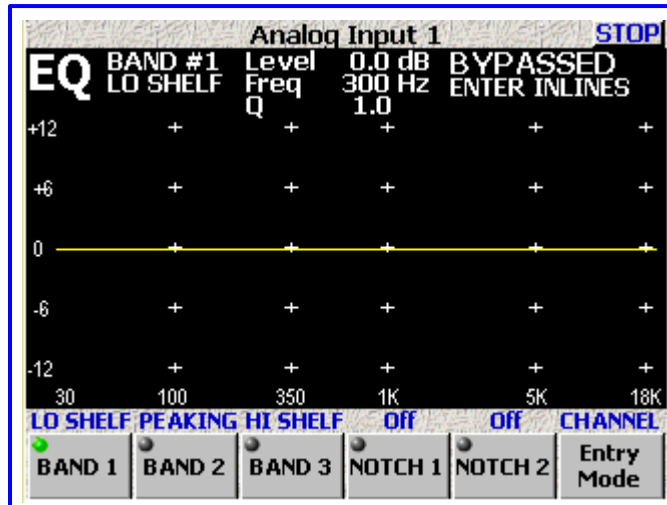 Analog Input 1 STOP
EQ BAND #1 Level 0.0 dB BYPASSED
LO SHELF Freq 300 Hz ENTER INLINES
Q 1.0
+12
+6
0
-6
-12
30 100 350 1K 5K 18K
LO SHELF PEAKING HI SHELF Off Off CHANNEL
BAND 1 BAND 2 BAND 3 NOTCH 1 NOTCH 2 Entry Mode